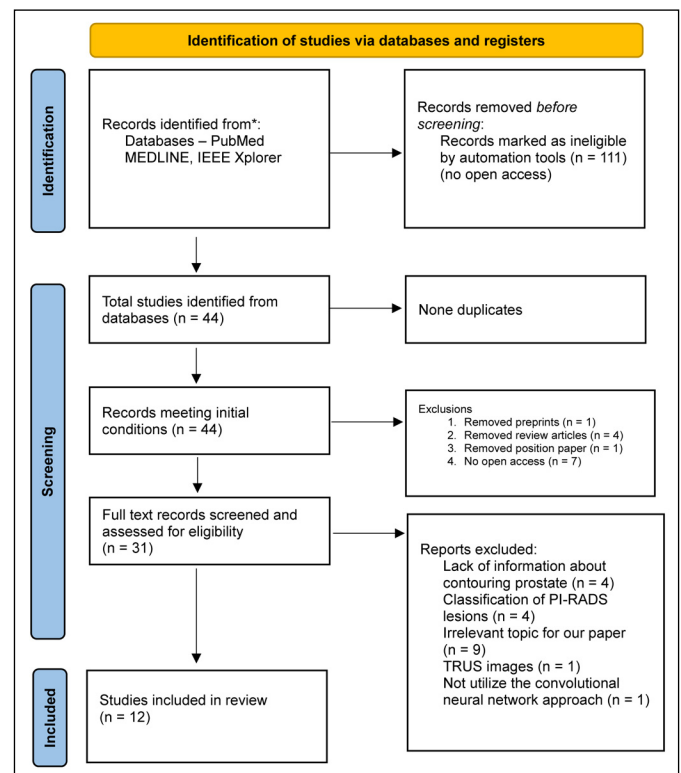 Identification of studies via databases and registers
Identification
Records identified from*:
Databases – PubMed
MEDLINE, IEEE Xplorer
Records removed before
screening:
Records marked as ineligible
by automation tools (n = 111)
(no open access)
Screening
Total studies identified from
databases (n = 44)
None duplicates
Records meeting initial
conditions (n = 44)
Exclusions
1. Removed preprints (n = 1)
2. Removed review articles (n = 4)
3. Removed position paper (n = 1)
4. No open access (n = 7)
Full text records screened and
assessed for eligibility
(n = 31)
Reports excluded:
Lack of information about
contouring prostate (n = 4)
Classification of PI-RADS
lesions (n = 4)
Irrelevant topic for our paper
(n = 9)
TRUS images (n = 1)
Not utilize the convolutional
neural network approach (n = 1)
Included
Studies included in review
(n = 12)